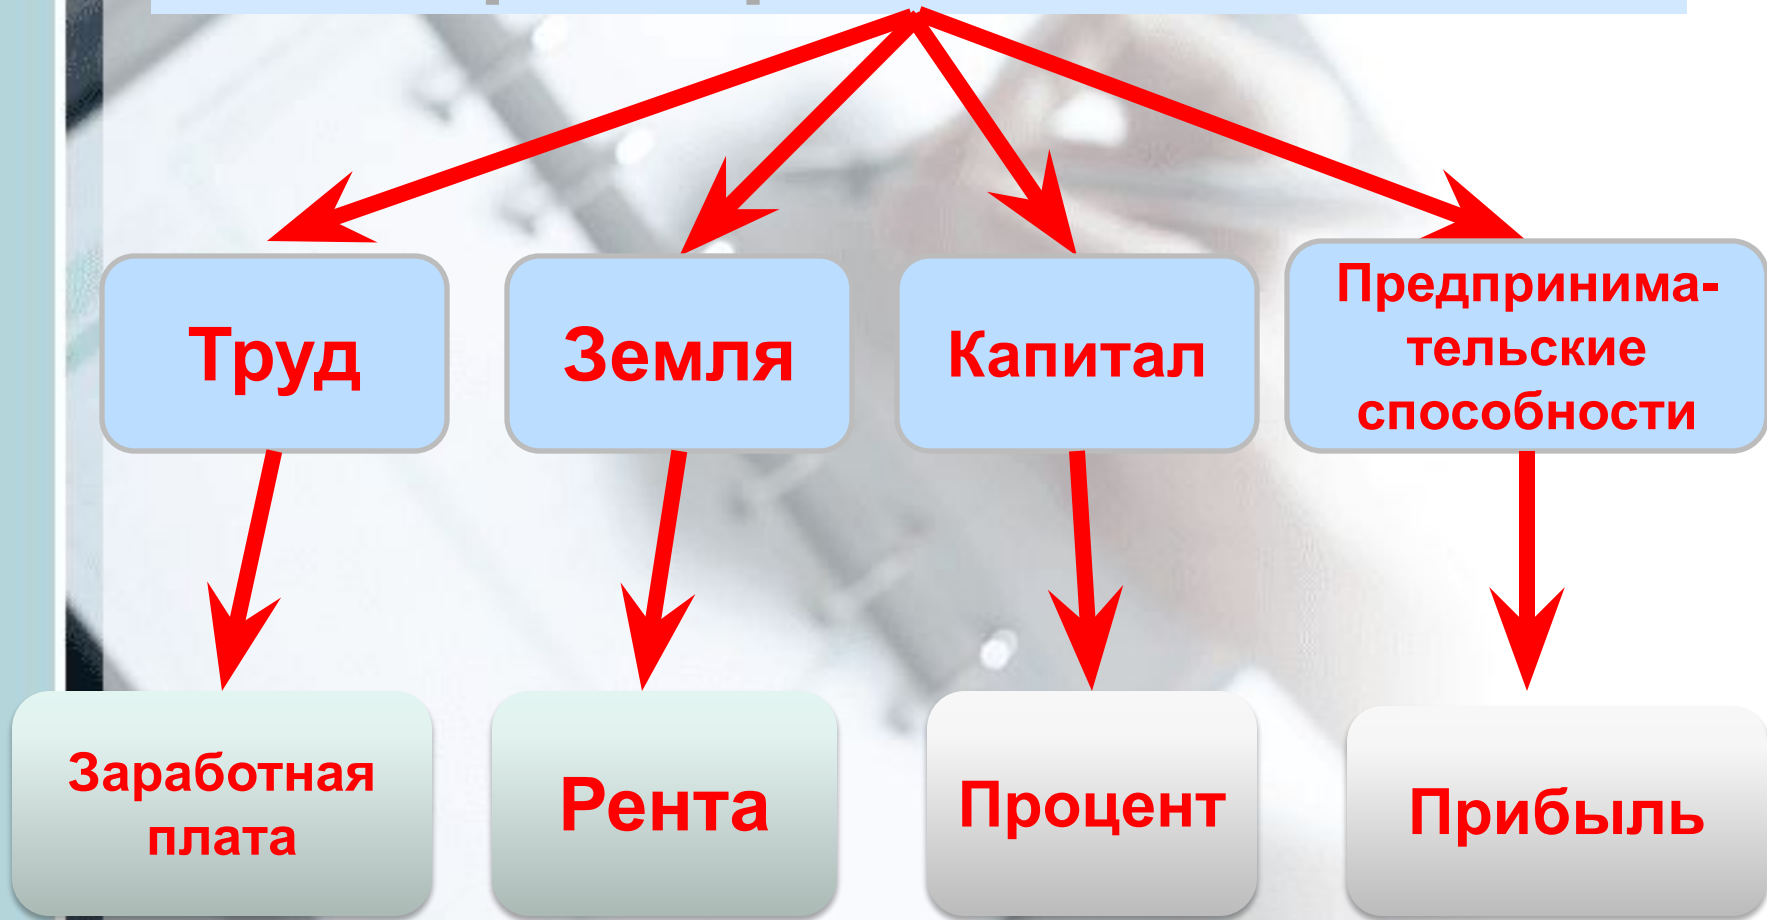 Труд
Земля
Капитал
Предпринима-
тельские
способности
Заработная
плата
Рента
Процент
Прибыль